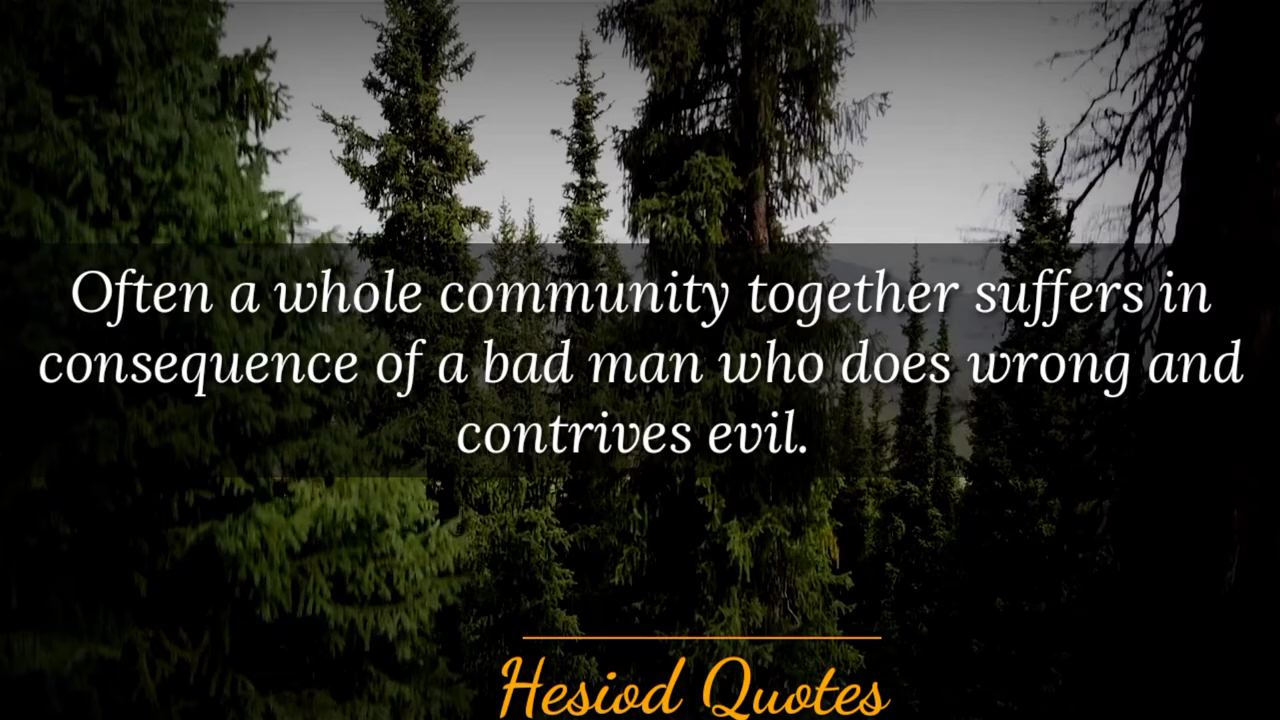 Often a whole community together suffers in
consequence of a bad man who does wrong and
contrives evil.
Hesiod Quotes